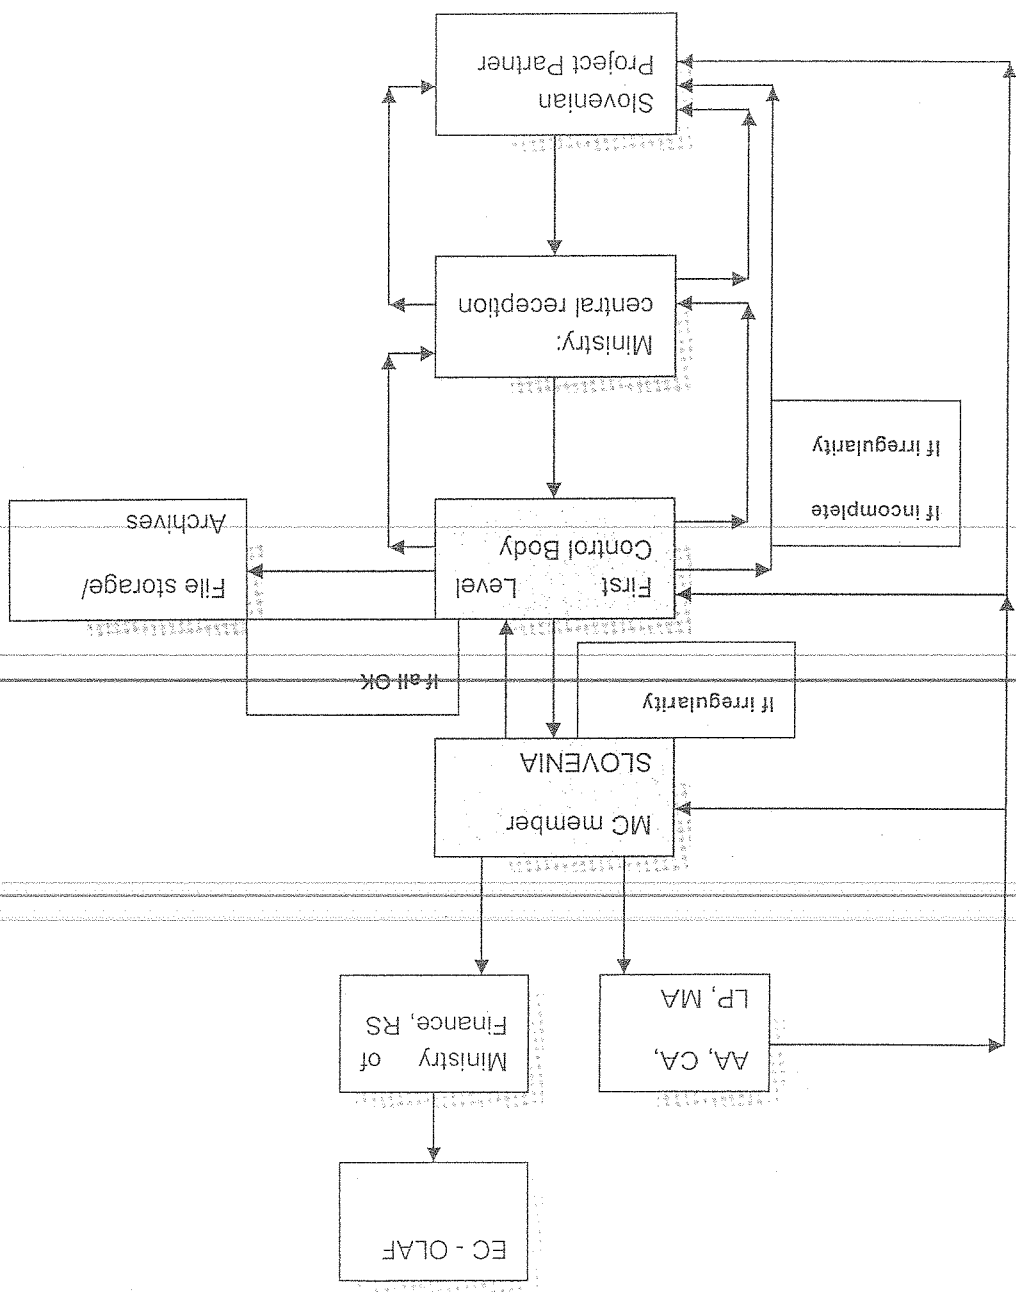 EC - OLAF
AA, CA,
LP, MA
Ministry of
Finance, RS
MC member
SLOVENIA
If irregularity
If all OK
First Level
Control Body
File storage/
Archives
If incomplete
If irregularity
Ministry:
central reception
Slovenian
Project Partner